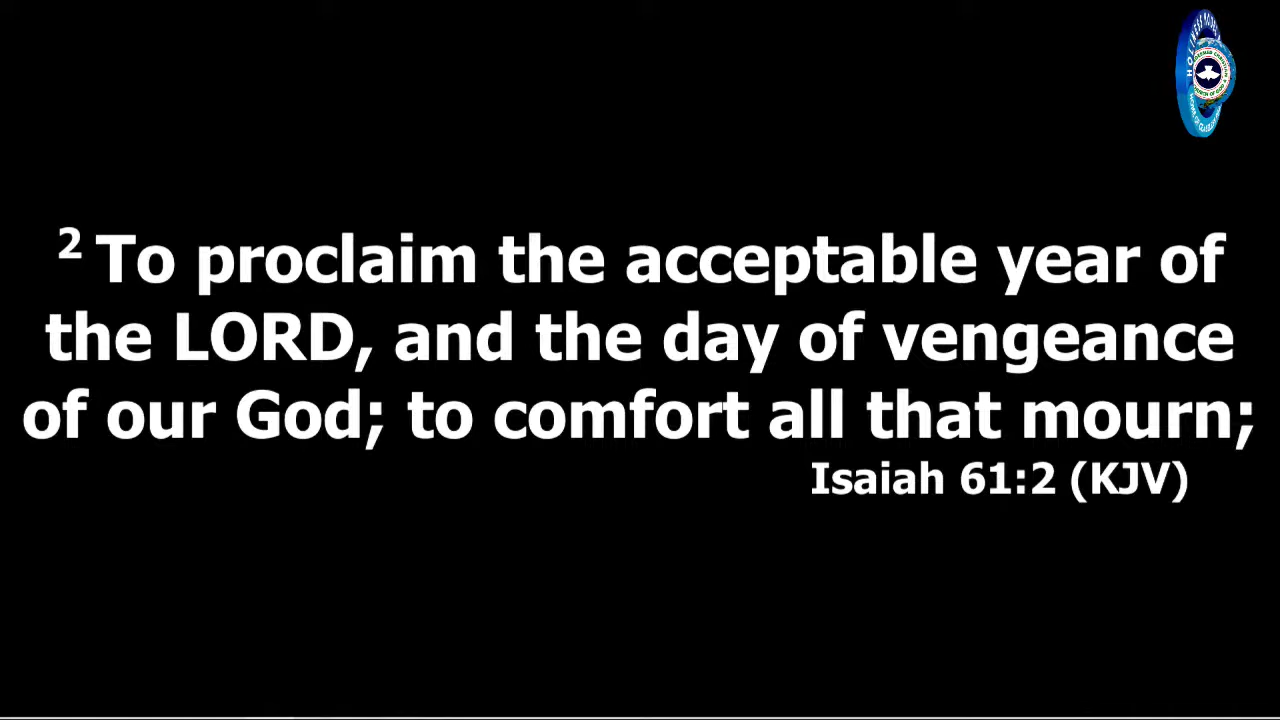 2 To proclaim the acceptable year of
the LORD, and the day of vengeance
of our God; to comfort all that mourn;
Isaiah 61:2 (KJV)